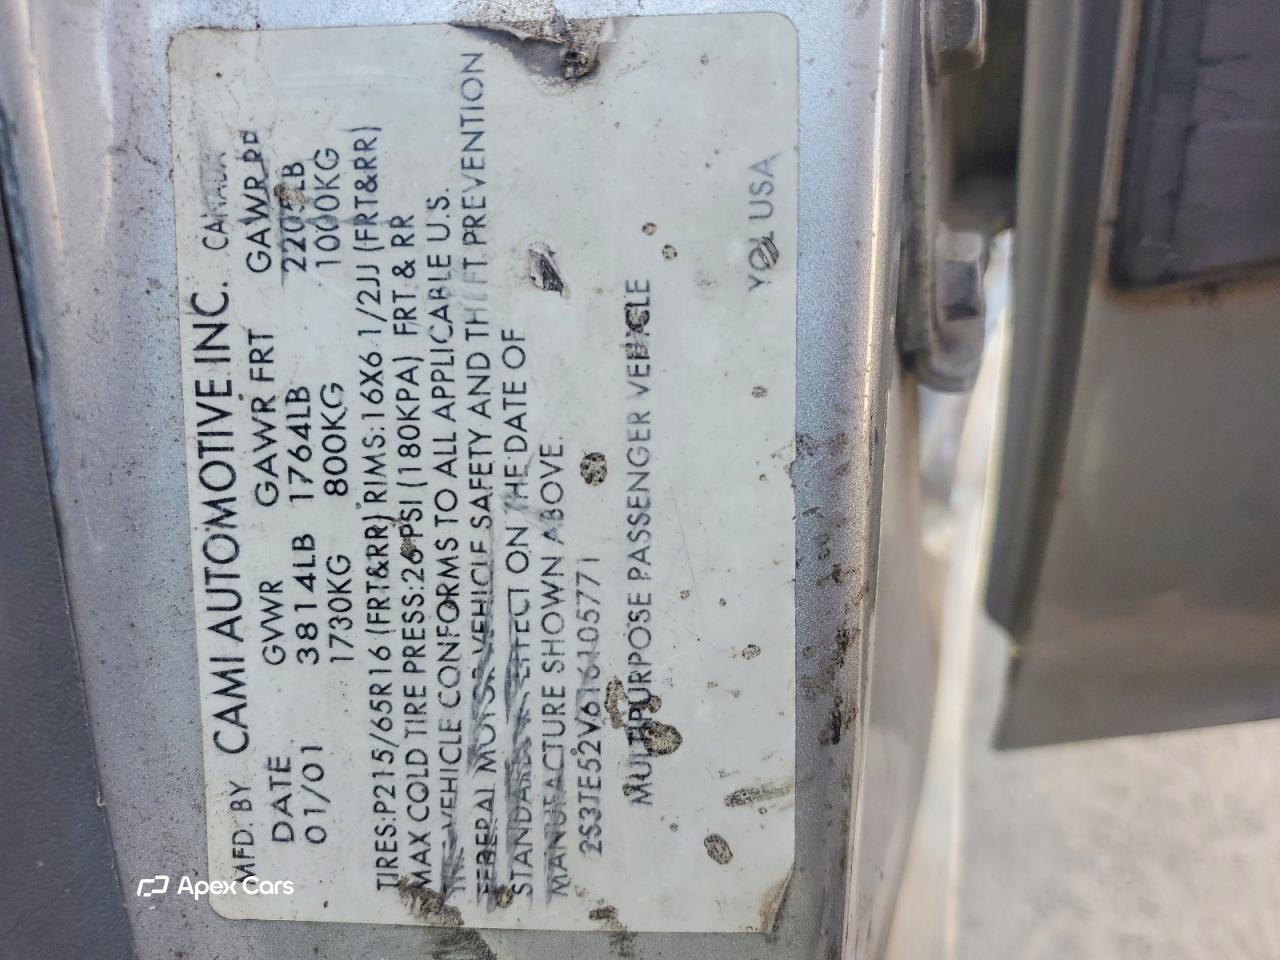 MFD. BY CAMI AUTOMOTIVE INC. CANADA
DATE GVWR GAWR FRT GAWR RR
01/01 3814LB 1764LB 2205LB
1730KG 800KG 1000KG
TIRES:P215/65R16(FRT&RR) RIMS:16X6 1/2JJ (FRT&RR)
MAX COLD TIRE PRESS:26 PSI (180KPA) FRT & RR
THIS VEHICLE CONFORMS TO ALL APPLICABLE U.S.
FEDERAL MOTOR VEHICLE SAFETY AND THEFT PREVENTION
STANDARDS IN EFFECT ON THE DATE OF
MANUFACTURE SHOWN ABOVE.
2S3TE52V616105771
MULTIPURPOSE PASSENGER VEHICLE
USA
Apex Cars